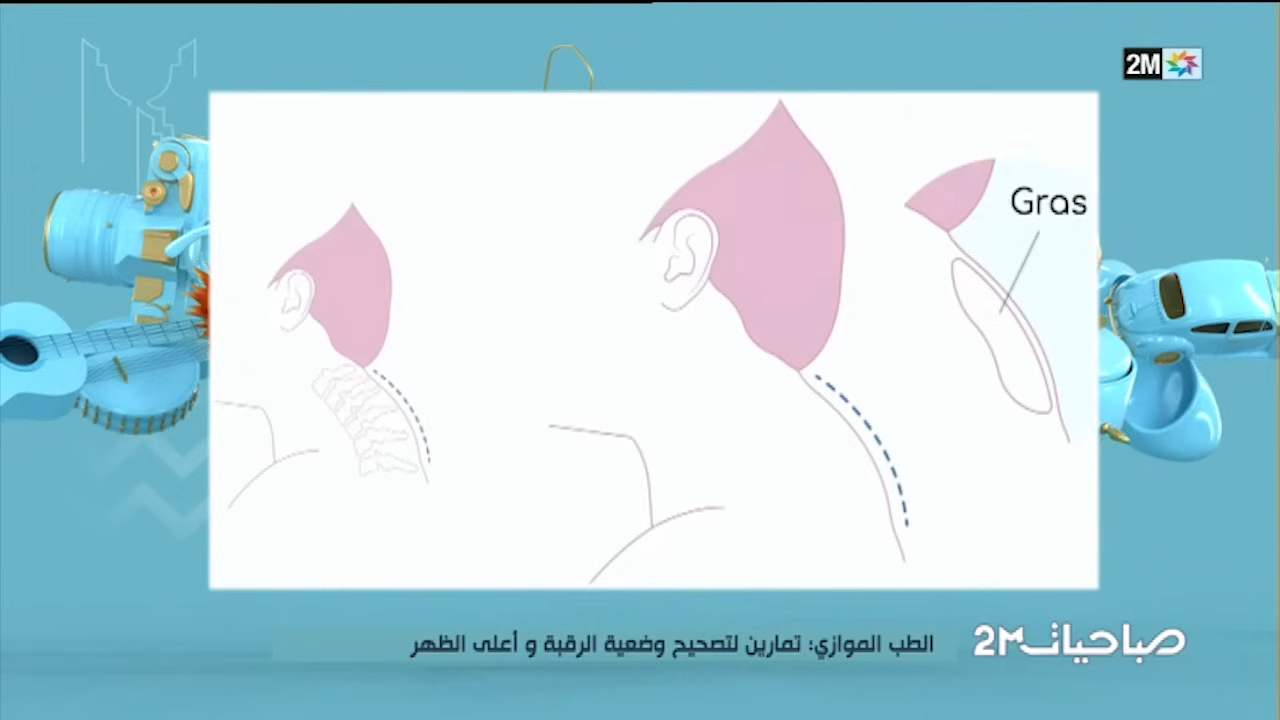 2M
Gras
الطب الموازي: تمارين لتصحيح وضعية الرقبة و أعلى الظهر
صباحيات 2M